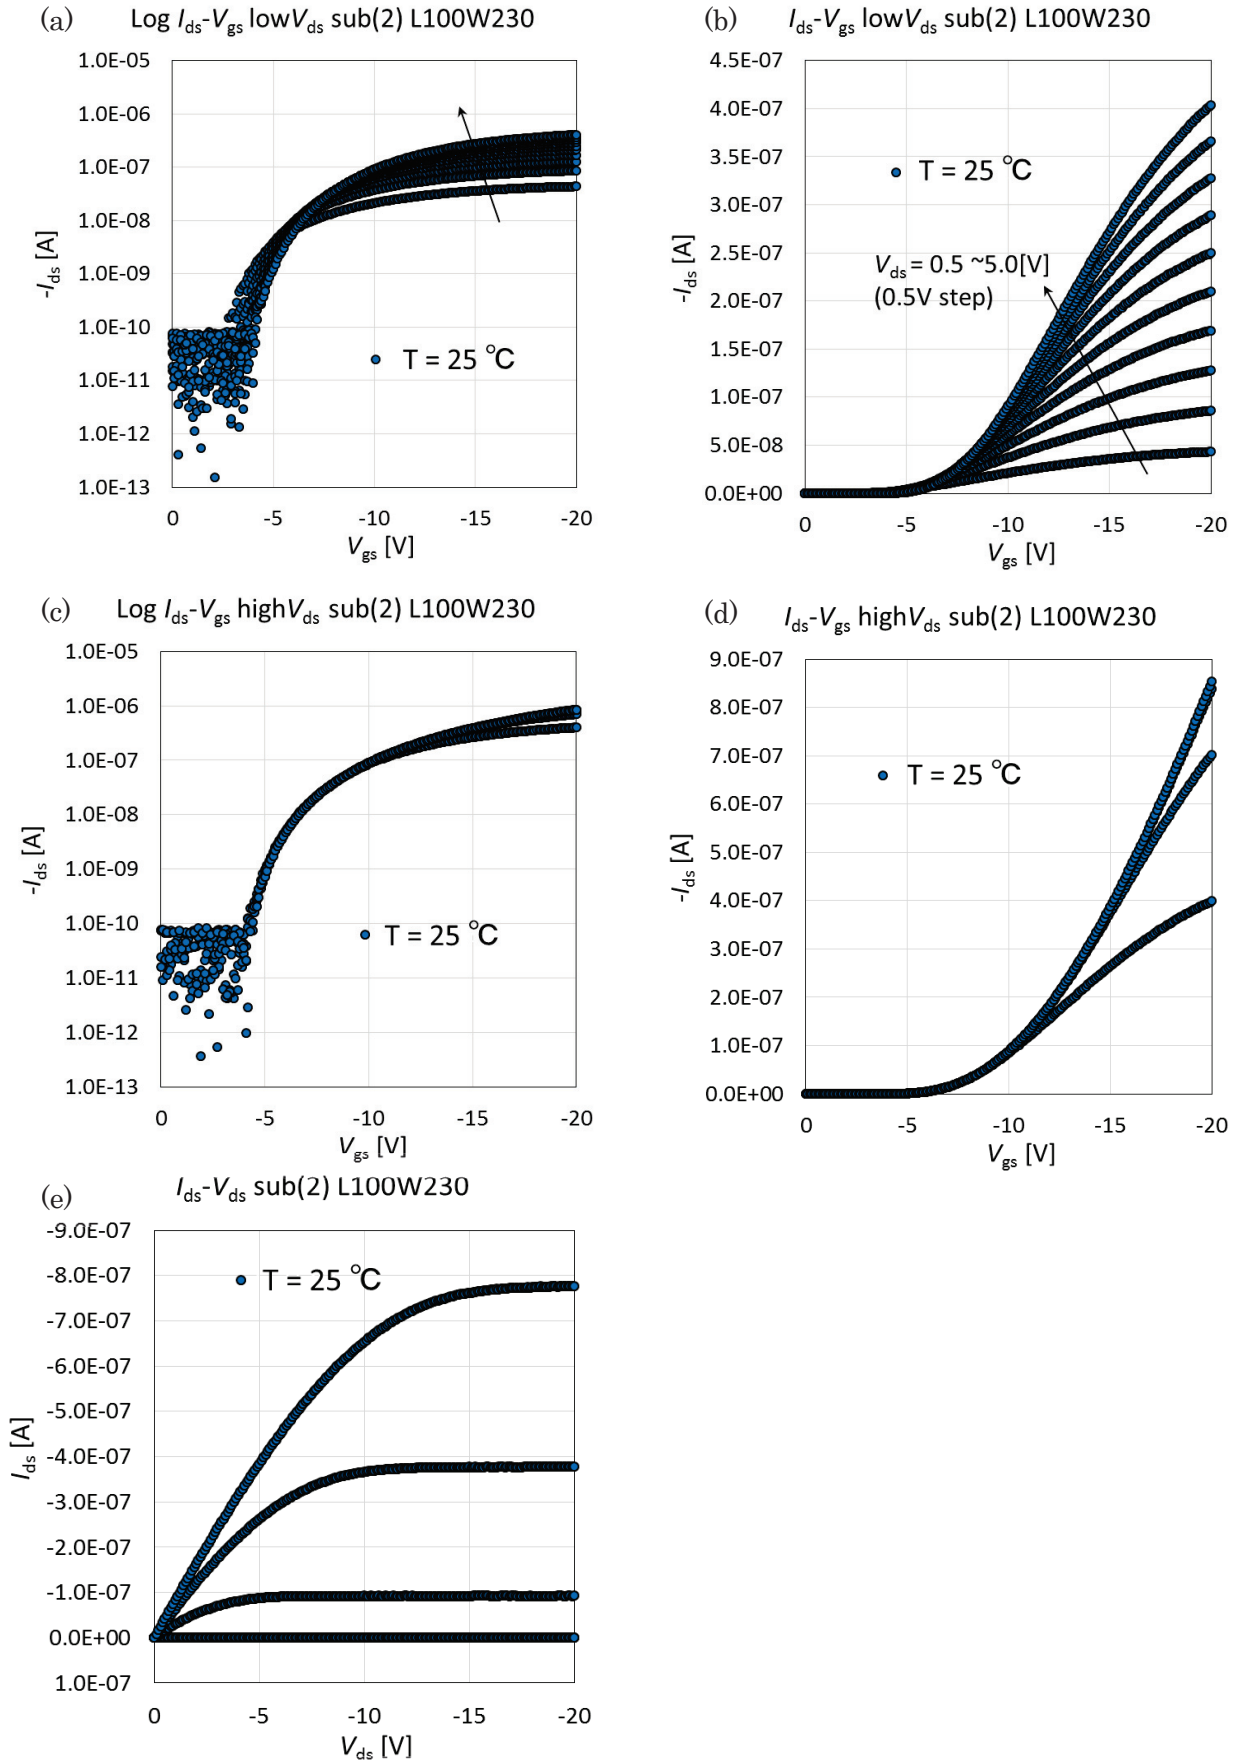 (a) Log Ids-Vgs lowVds sub(2) L100W230
1.0E-05
1.0E-06
1.0E-07
1.0E-08
1.0E-09
1.0E-10
1.0E-11
1.0E-12
1.0E-13
-Ids [A]
T = 25 °C
0 -5 -10 -15 -20
Vgs [V]
(b) Ids-Vgs lowVds sub(2) L100W230
4.5E-07
4.0E-07
3.5E-07
3.0E-07
2.5E-07
2.0E-07
1.5E-07
1.0E-07
5.0E-08
0.0E+00
-Ids [A]
T = 25 °C
Vds = 0.5 ~5.0[V]
(0.5V step)
0 -5 -10 -15 -20
Vgs [V]
(c) Log Ids-Vgs highVds sub(2) L100W230
1.0E-05
1.0E-06
1.0E-07
1.0E-08
1.0E-09
1.0E-10
1.0E-11
1.0E-12
1.0E-13
-Ids [A]
T = 25 °C
0 -5 -10 -15 -20
Vgs [V]
(d) Ids-Vgs highVds sub(2) L100W230
9.0E-07
8.0E-07
7.0E-07
6.0E-07
5.0E-07
4.0E-07
3.0E-07
2.0E-07
1.0E-07
0.0E+00
-Ids [A]
T = 25 °C
0 -5 -10 -15 -20
Vgs [V]
(e) Ids-Vds sub(2) L100W230
-9.0E-07
-8.0E-07
-7.0E-07
-6.0E-07
-5.0E-07
-4.0E-07
-3.0E-07
-2.0E-07
-1.0E-07
0.0E+00
1.0E-07
Ids [A]
T = 25 °C
0 -5 -10 -15 -20
Vds [V]